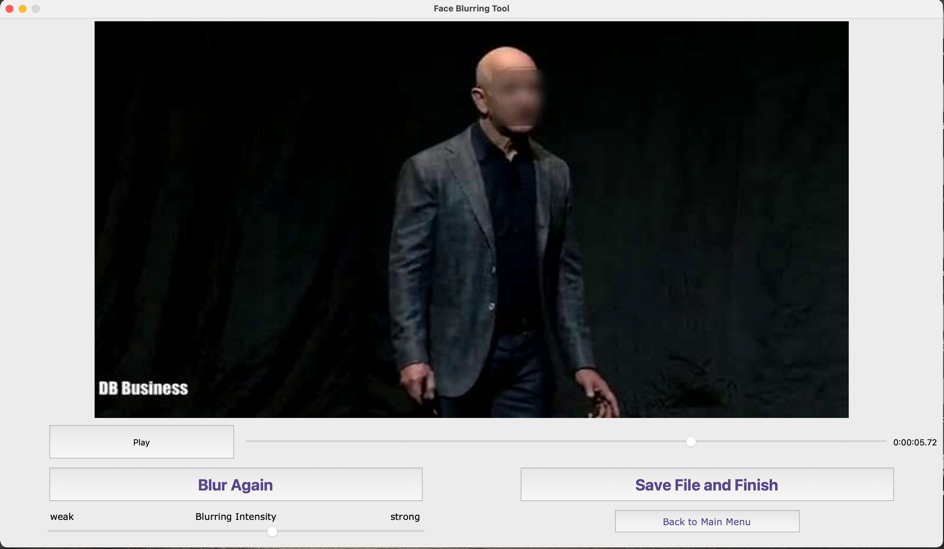 Face Blurring Tool
DB Business
Play
0:00:05.72
Blur Again
Save File and Finish
weak Blurring Intensity strong
Back to Main Menu